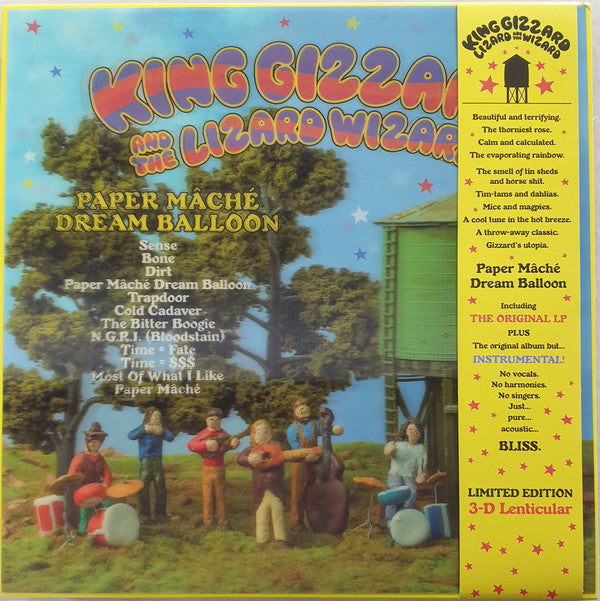 KING GIZZA
AND THE LIZARD WIZAR
PAPER MÂCHÉ
DREAM BALLOON
Sense
Bone
Dirt
Paper Mâché Dream Balloon
Trapdoor
Cold Cadaver
The Bitter Boogie
N.G.R.I. (Bloodstain)
Time = Fate
Time = $$$
Most Of What I Like
Paper Mâché
KING GIZZARD
AND THE
LIZARD WIZARD
Beautiful and terrifying.
The thorniest rose.
Calm and calculated.
The evaporating rainbow.
The smell of tin sheds
and horse shit.
Tim-tams and dahlias.
Mice and magpies.
A cool tune in the hot breeze.
A throw-away classic.
Gizzard's utopia.
Paper Mâché
Dream Balloon
Including
THE ORIGINAL LP
PLUS
The original album but...
INSTRUMENTAL!
No vocals.
No harmonies.
No singers.
Just...
pure...
acoustic...
BLISS.
LIMITED EDITION
3-D Lenticular